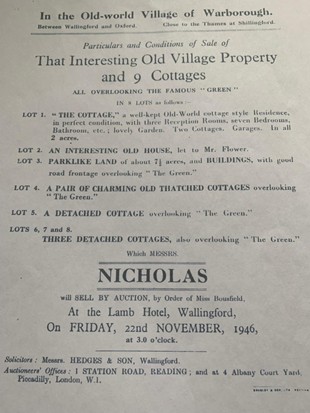 In the Old-world Village of Warborough.
Between Wallingford and Oxford. Close to the Thames at Shillingford.
Particulars and Conditions of Sale of
That Interesting Old Village Property
and 9 Cottages
ALL OVERLOOKING THE FAMOUS "GREEN"
IN 8 LOTS as follows—
LOT 1. "THE COTTAGE," a well-kept Old-World cottage style Residence,
in perfect condition, with three Reception Rooms, seven Bedrooms,
Bathroom, etc.; lovely Garden. Two Cottages. Garages. In all
2 acres.
LOT 2. AN INTERESTING OLD HOUSE, let to Mr. Flower.
LOT 3. PARKLIKE LAND of about 7½ acres, and BUILDINGS, with good
road frontage overlooking "The Green."
LOT 4. A PAIR OF CHARMING OLD THATCHED COTTAGES overlooking
"The Green."
LOT 5. A DETACHED COTTAGE overlooking "The Green."
LOTS 6, 7 and 8.
THREE DETACHED COTTAGES, also overlooking "The Green."
Which MESSRS.
NICHOLAS
will SELL BY AUCTION, by Order of Miss Bousfield.
At the Lamb Hotel, Wallingford,
On FRIDAY, 22nd NOVEMBER, 1946,
at 3.0 o'clock.
Solicitors: Messrs. HEDGES & SON, Wallingford.
Auctioneers' Offices: 1 STATION ROAD, READING; and at 4 Albany Court Yard,
Piccadilly, London, W.1.